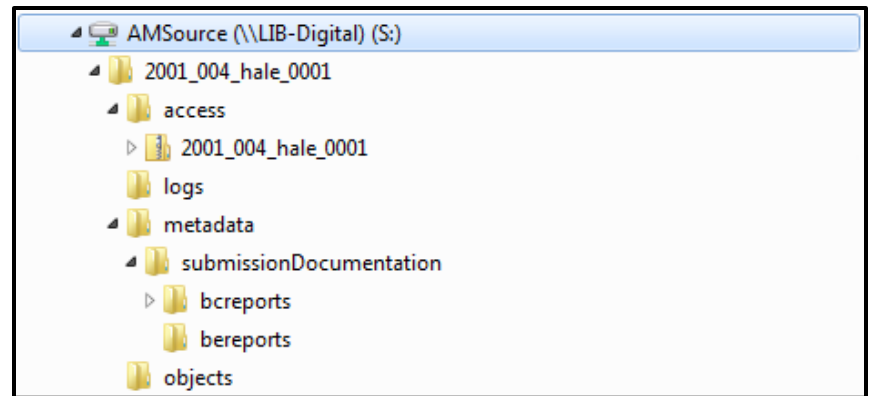 AMSource (\\LIB-Digital) (S:)
2001_004_hale_0001
access
2001_004_hale_0001
logs
metadata
submissionDocumentation
bcreports
bereports
objects